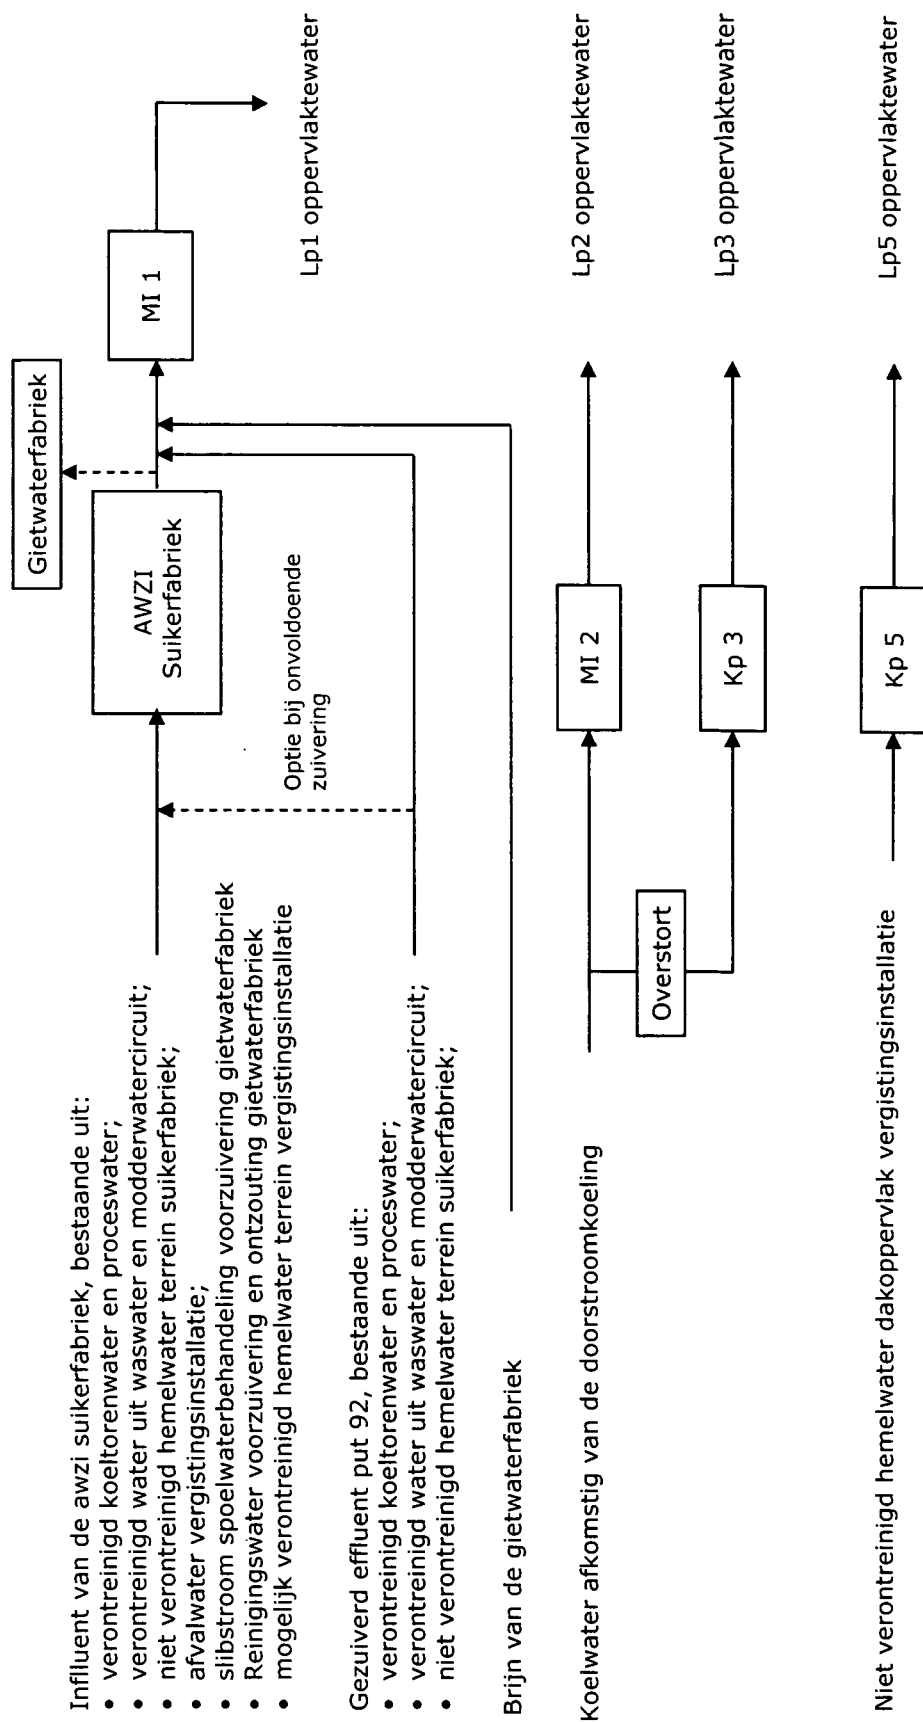 Influent van de awzi suikerfabriek, bestaande uit:
• verontreinigd koeltorenwater en proceswater;
• verontreinigd water uit waswater en modderwatercircuit;
• niet verontreinigd hemelwater terrein suikerfabriek;
• afvalwater vergistingsinstallatie;
• slibstroom spoelwaterbehandeling voorzuivering gietwaterfabriek
• Reinigingswater voorzuivering en ontzouting gietwaterfabriek
• mogelijk verontreinigd hemelwater terrein vergistingsinstallatie
Gietwaterfabriek
AWZI
Suikerfabriek
MI 1
Lp1 oppervlaktewater
Optie bij onvoldoende
zuivering
Gezuiverd effluent put 92, bestaande uit:
• verontreinigd koeltorenwater en proceswater;
• verontreinigd water uit waswater en modderwatercircuit;
• niet verontreinigd hemelwater terrein suikerfabriek;
Brijn van de gietwaterfabriek
Koelwater afkomstig van de doorstroomkoeling
MI 2
Lp2 oppervlaktewater
Overstort
Kp 3
Lp3 oppervlaktewater
Niet verontreinigd hemelwater dakoppervlak vergistingsinstallatie
Kp 5
Lp5 oppervlaktewater